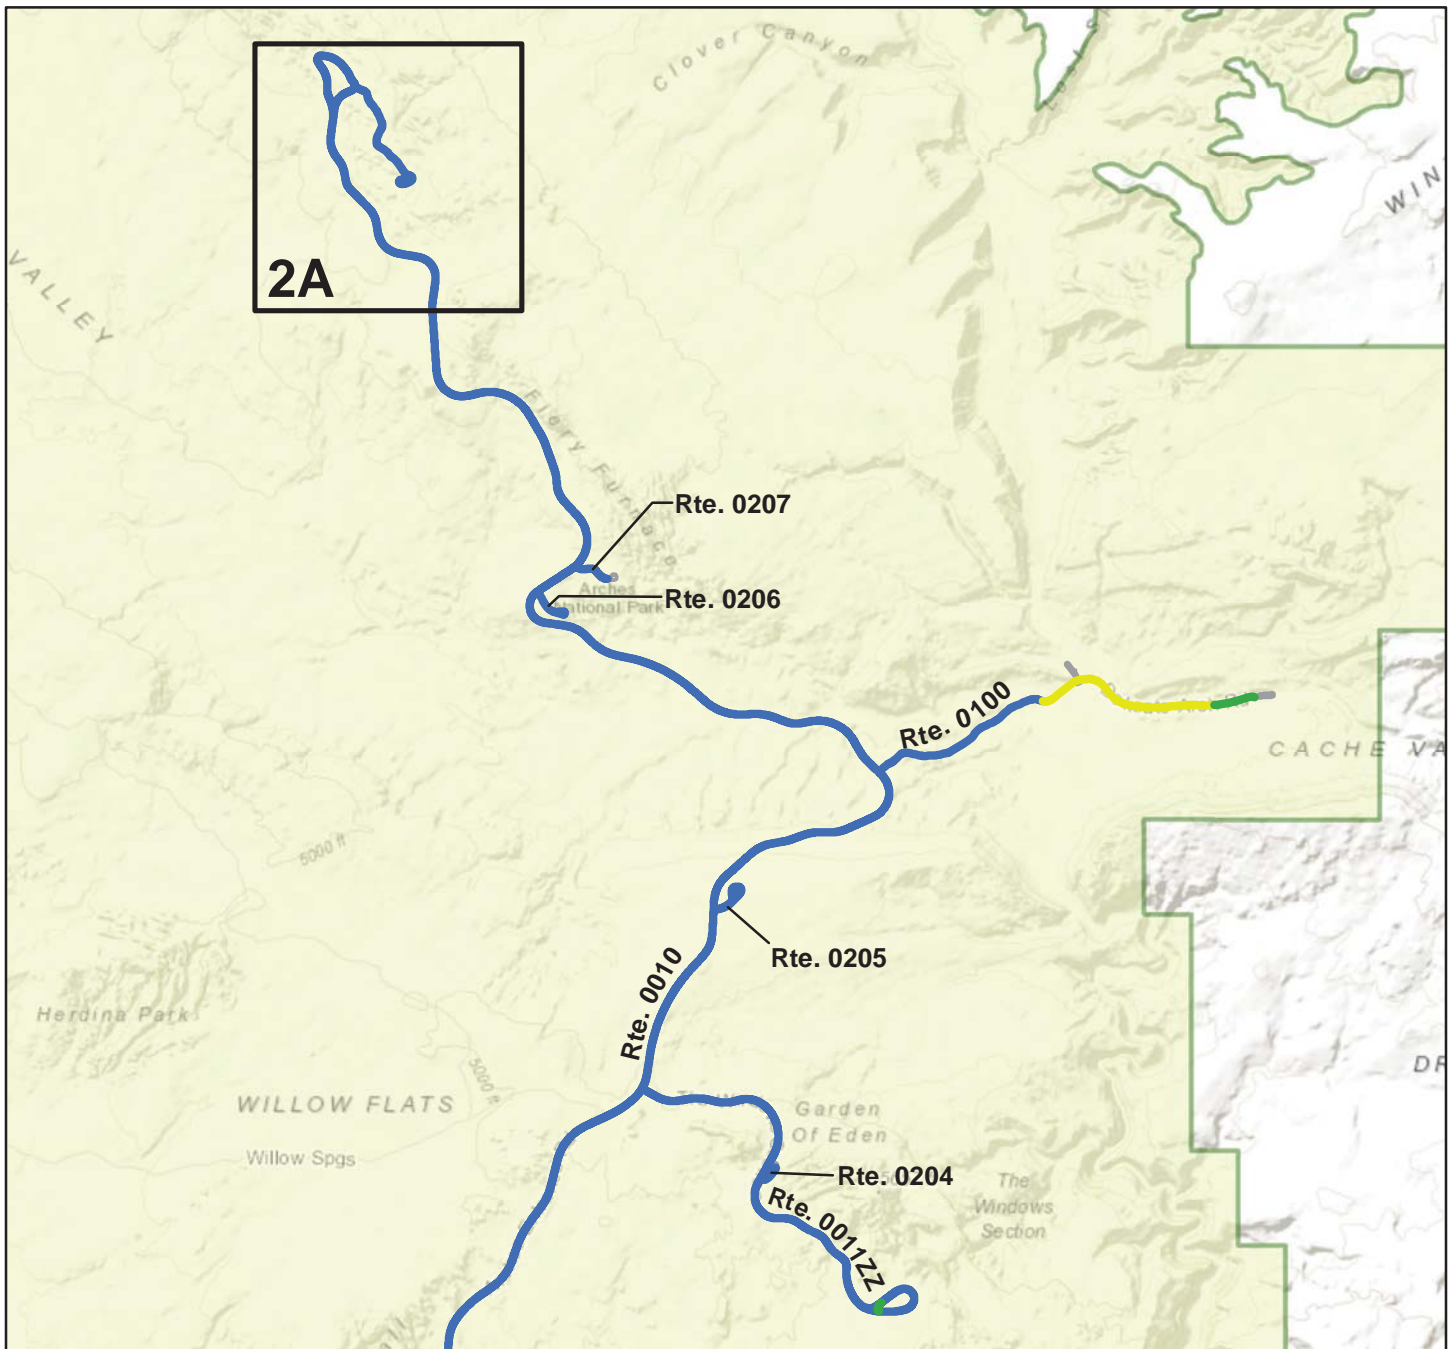 Clover Canyon
WIN
2A
VALLEY
Fiery Furnace
Rte. 0207
Arches
National Park
Rte. 0206
Rte. 0100
CACHE VA
5000 ft
Rte. 0205
Rte. 0010
Herdina Park
DR
5000 ft
WILLOW FLATS
Garden
Of Eden
Willow Spgs
Rte. 0204
The
Windows
Section
Rte. 0011ZZ